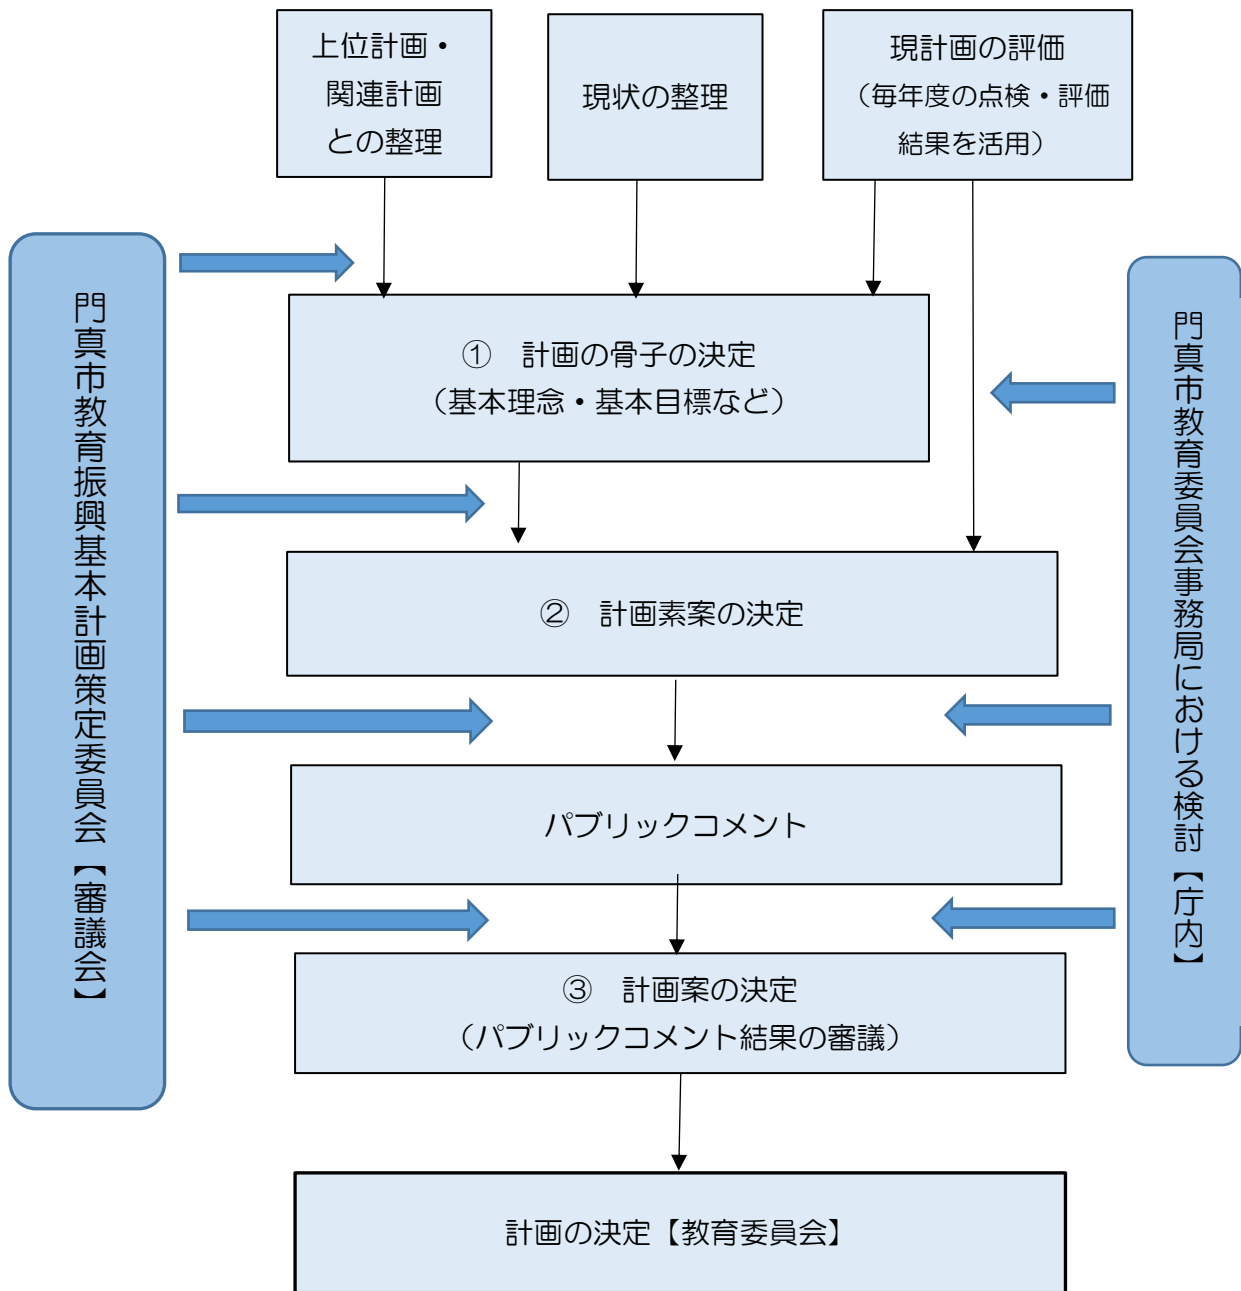 上位計画・
関連計画
との整理
現状の整理
現計画の評価
（毎年度の点検・評価
結果を活用）
門真市教育振興基本計画策定委員会【審議会】
門真市教育委員会事務局における検討【庁内】
①　計画の骨子の決定
（基本理念・基本目標など）
②　計画素案の決定
パブリックコメント
③　計画案の決定
（パブリックコメント結果の審議）
計画の決定【教育委員会】